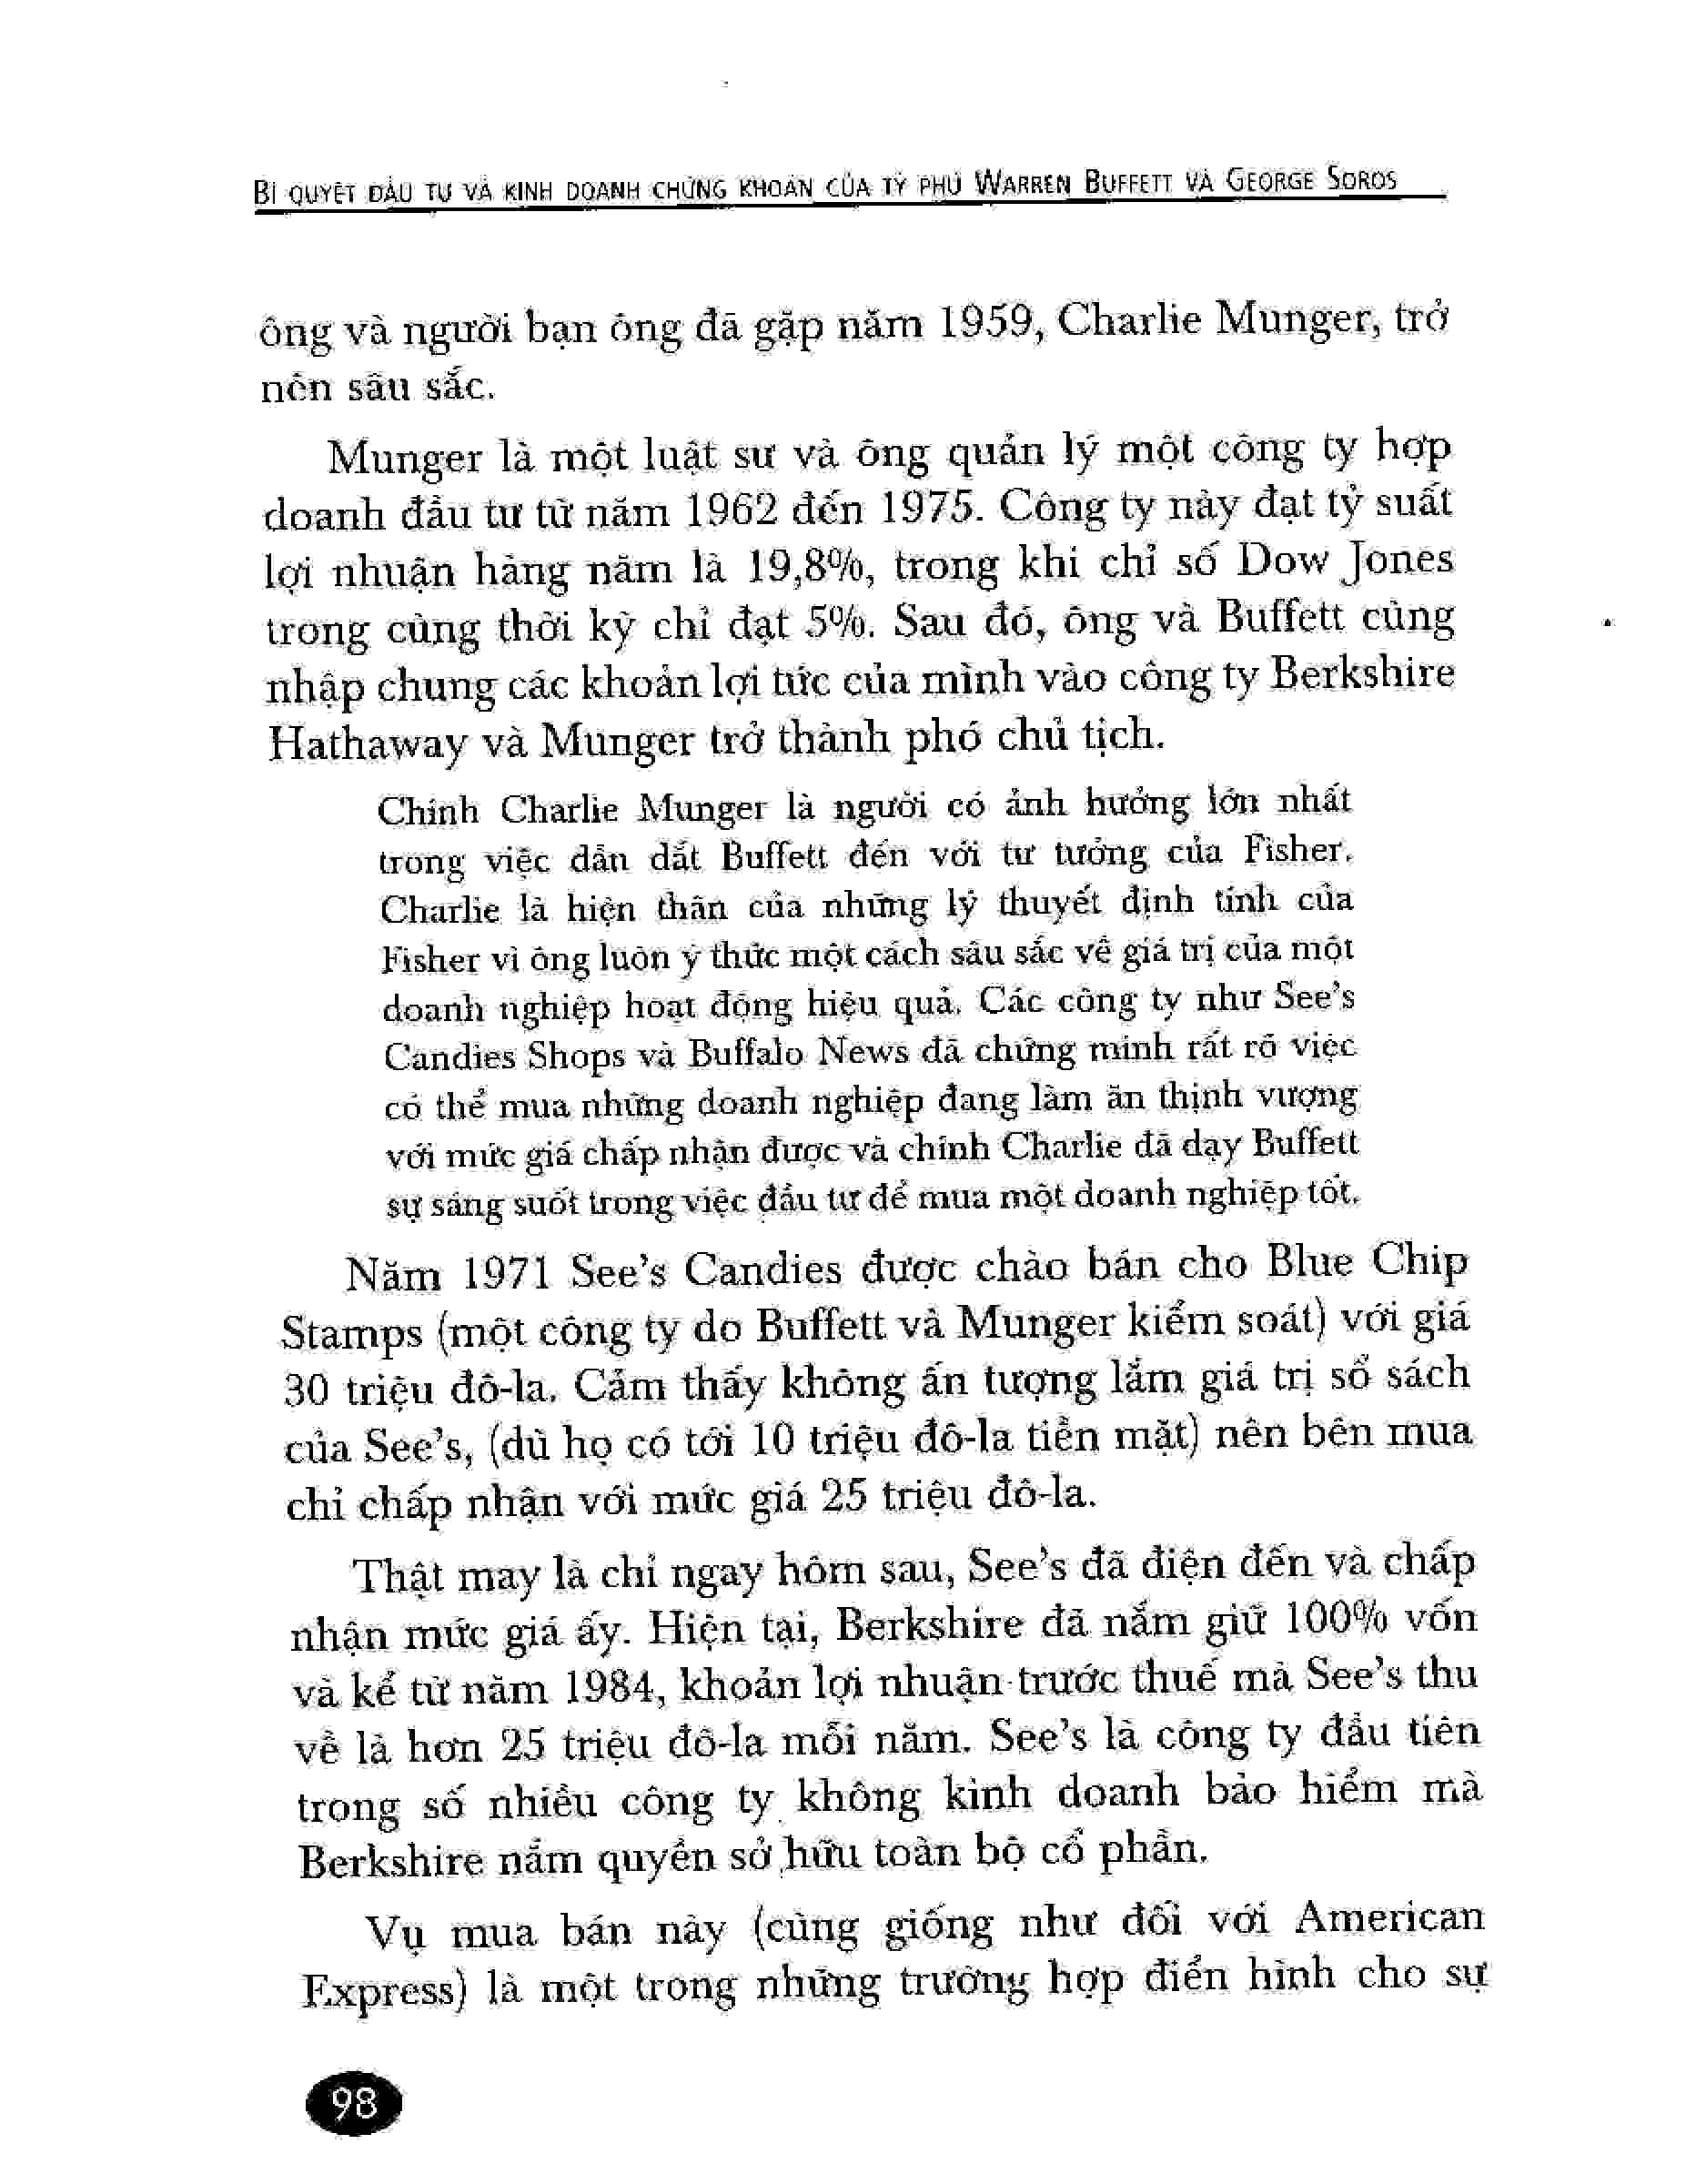 BÍ QUYẾT ĐẦU TƯ VÀ KINH DOANH CHỨNG KHOÁN CỦA TỶ PHÚ WARREN BUFFETT VÀ GEORGE SOROS
ông và người bạn ông đã gặp năm 1959, Charlie Munger, trở
nên sâu sắc.
Munger là một luật sư và ông quản lý một công ty hợp
doanh đầu tư từ năm 1962 đến 1975. Công ty này đạt tỷ suất
lợi nhuận hàng năm là 19,8%, trong khi chỉ số Dow Jones
trong cùng thời kỳ chỉ đạt 5%. Sau đó, ông và Buffett cùng
nhập chung các khoản lợi tức của mình vào công ty Berkshire
Hathaway và Munger trở thành phó chủ tịch.
Chính Charlie Munger là người có ảnh hưởng lớn nhất
trong việc dẫn dắt Buffett đến với tư tưởng của Fisher.
Charlie là hiện thân của những lý thuyết định tính của
Fisher vì ông luôn ý thức một cách sâu sắc về giá trị của một
doanh nghiệp hoạt động hiệu quả. Các công ty như See's
Candies Shops và Buffalo News đã chứng minh rất rõ việc
có thể mua những doanh nghiệp đang làm ăn thịnh vượng
với mức giá chấp nhận được và chính Charlie đã dạy Buffett
sự sáng suốt trong việc đầu tư để mua một doanh nghiệp tốt.
Năm 1971 See's Candies được chào bán cho Blue Chip
Stamps (một công ty do Buffett và Munger kiểm soát) với giá
30 triệu đô-la. Cảm thấy không ấn tượng lắm giá trị sổ sách
của See's, (dù họ có tới 10 triệu đô-la tiền mặt) nên bên mua
chỉ chấp nhận với mức giá 25 triệu đô-la.
Thật may là chỉ ngay hôm sau, See's đã điện đến và chấp
nhận mức giá ấy. Hiện tại, Berkshire đã nắm giữ 100% vốn
và kể từ năm 1984, khoản lợi nhuận trước thuế mà See's thu
về là hơn 25 triệu đô-la mỗi năm. See's là công ty đầu tiên
trong số nhiều công ty không kinh doanh bảo hiểm mà
Berkshire nắm quyền sở hữu toàn bộ cổ phần.
Vụ mua bán này (cũng giống như đối với American
Express) là một trong những trường hợp điển hình cho sự
98